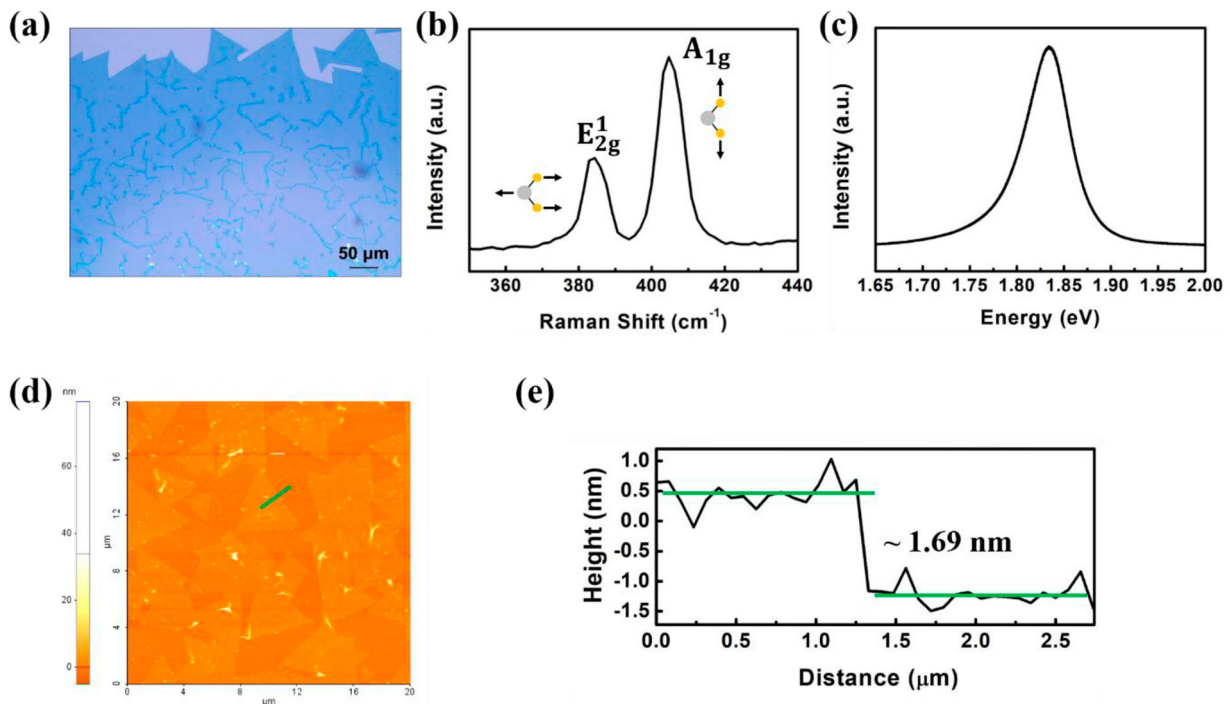 (a)
50 µm
(b)
Intensity (a.u.)
E¹₂g
A₁g
360 380 400 420 440
Raman Shift (cm⁻¹)
(c)
Intensity (a.u.)
1.65 1.70 1.75 1.80 1.85 1.90 1.95 2.00
Energy (eV)
(d)
nm
60
40
20
0
20
16
12
8
4
0
µm
0 4 8 12 16 20
µm
(e)
Height (nm)
1.0
0.5
0.0
-0.5
-1.0
-1.5
~ 1.69 nm
0.0 0.5 1.0 1.5 2.0 2.5
Distance (µm)